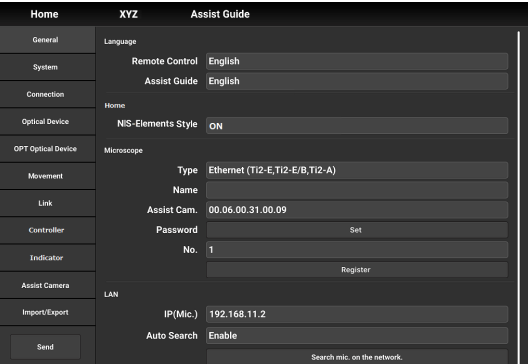 Home XYZ Assist Guide
General
System
Connection
Optical Device
OPT Optical Device
Movement
Link
Controller
Indicator
Assist Camera
Import/Export
Send
Language
Remote Control English
Assist Guide English
Home
NIS-Elements Style ON
Microscope
Type Ethernet (Ti2-E,Ti2-E/B,Ti2-A)
Name
Assist Cam. 00.06.00.31.00.09
Password Set
No. 1
Register
LAN
IP(Mic.) 192.168.11.2
Auto Search Enable
Search mic. on the network.